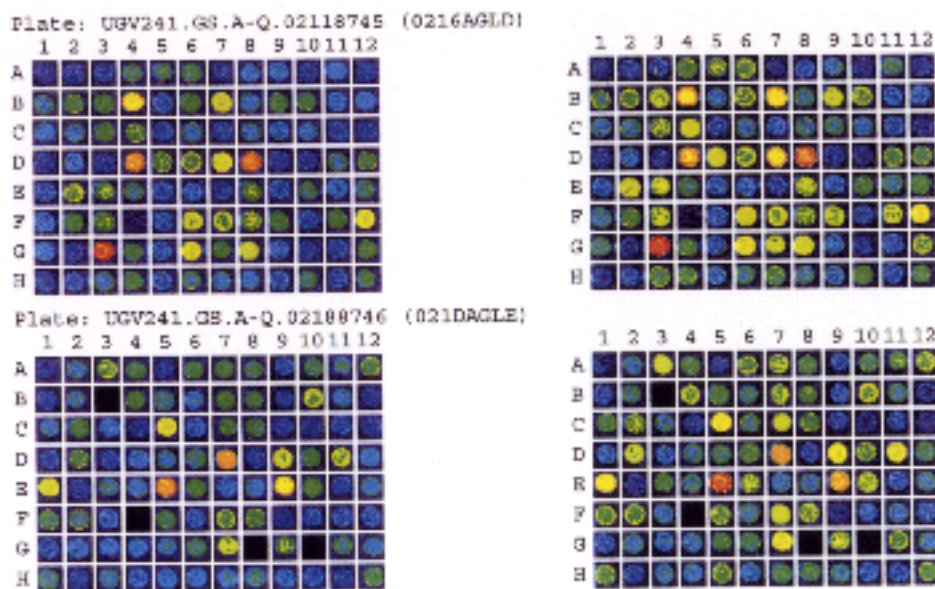 Plate: UGV241.GS.A-Q.02118745 (0216AGLD)
1 2 3 4 5 6 7 8 9 10 11 12
A
B
C
D
E
F
G
H
1 2 3 4 5 6 7 8 9 10 11 12
A
B
C
D
E
F
G
H
Plate: UGV241.GS.A-Q.02188746 (021DAGLE)
1 2 3 4 5 6 7 8 9 10 11 12
A
B
C
D
E
F
G
H
1 2 3 4 5 6 7 8 9 10 11 12
A
B
C
D
E
F
G
H